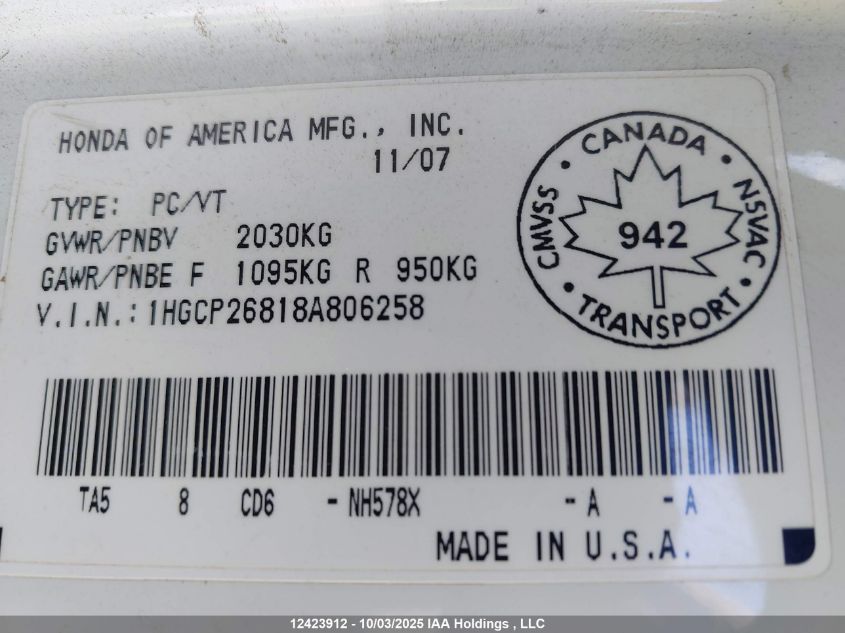 HONDA OF AMERICA MFG., INC.
11/07
TYPE: PC/VT
GVWR/PNBV 2030KG
GAWR/PNBE F 1095KG R 950KG
V.I.N.: 1HGCP26818A806258
CANADA
CMVSS
NSVAC
942
TRANSPORT
TA5 8 CD6 - NH578X - A - A
MADE IN U.S.A.
12423912 - 10/03/2025 IAA Holdings , LLC